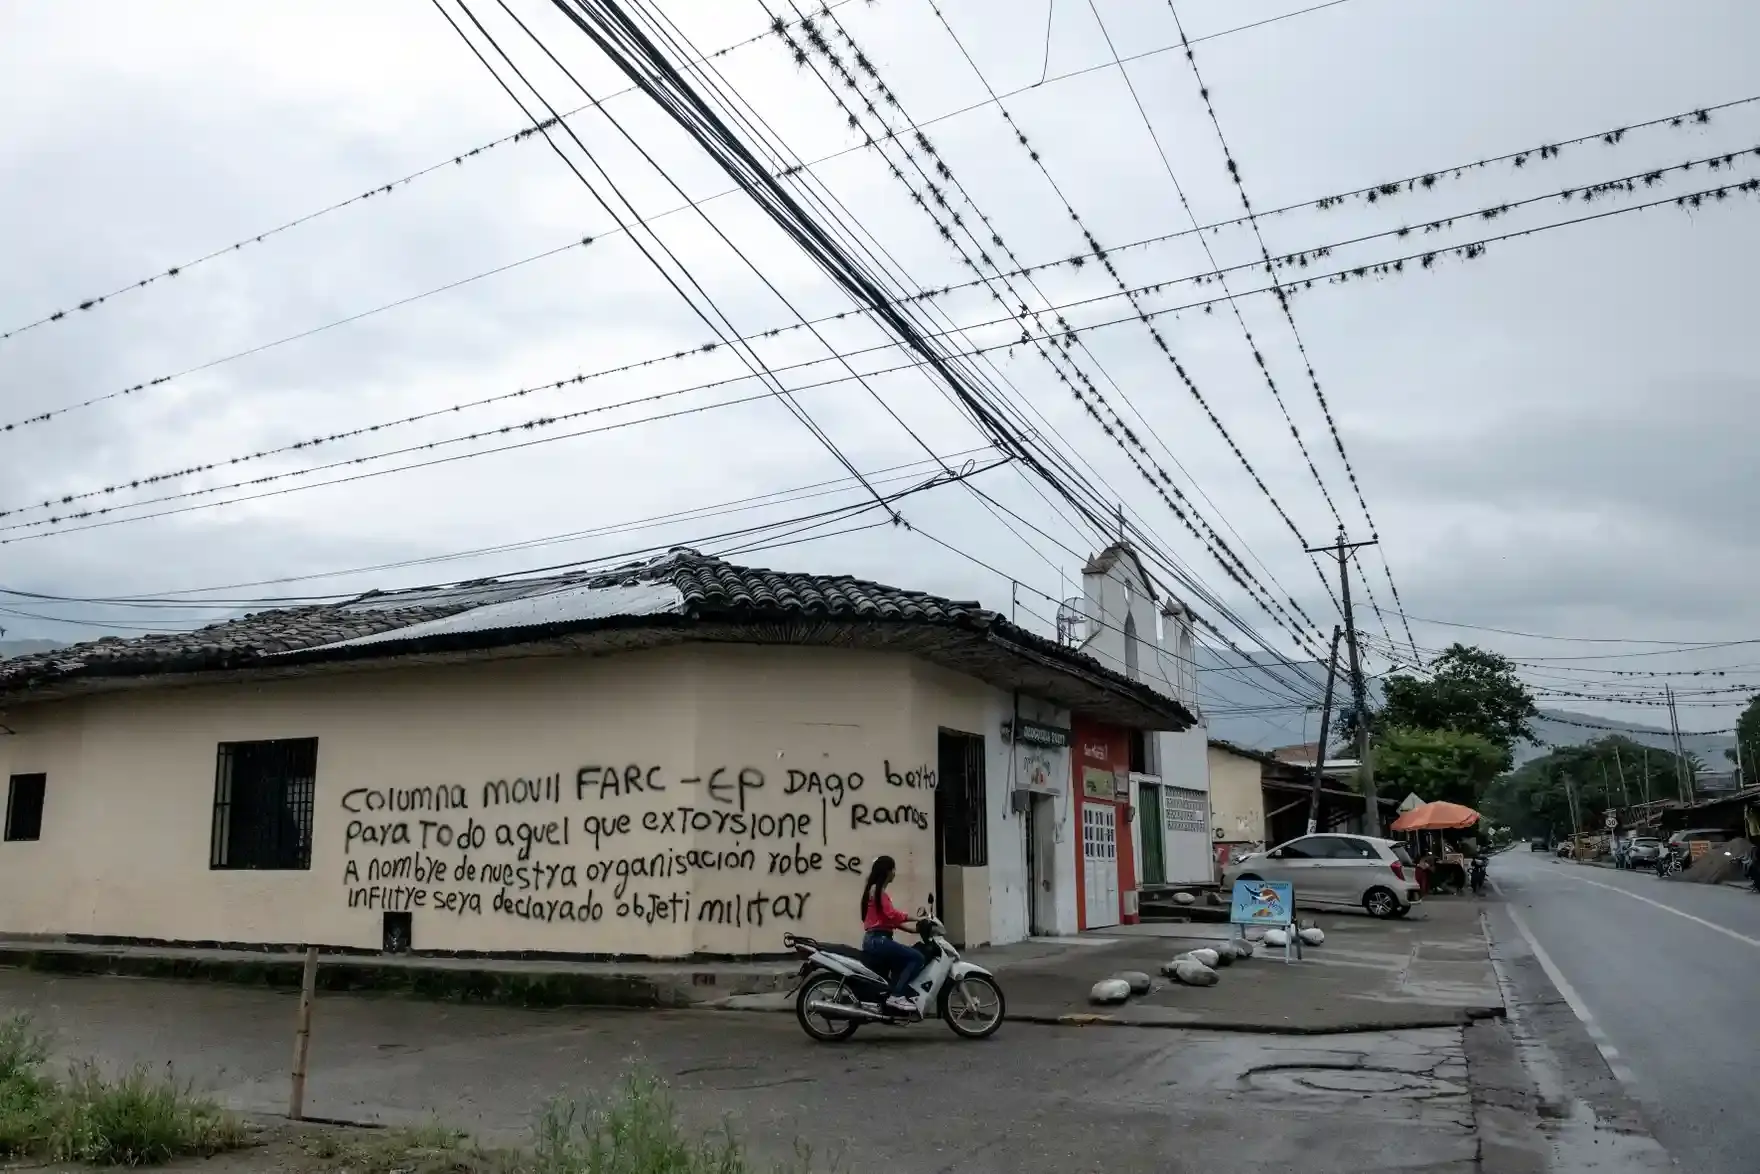 COLUMNA MOVIL FARC - EP DAgo berto
para TODO aquel que exTorsione | RAMOS
A nombre de nuestra organisación robe se
infiltre sera declarado objeti militar